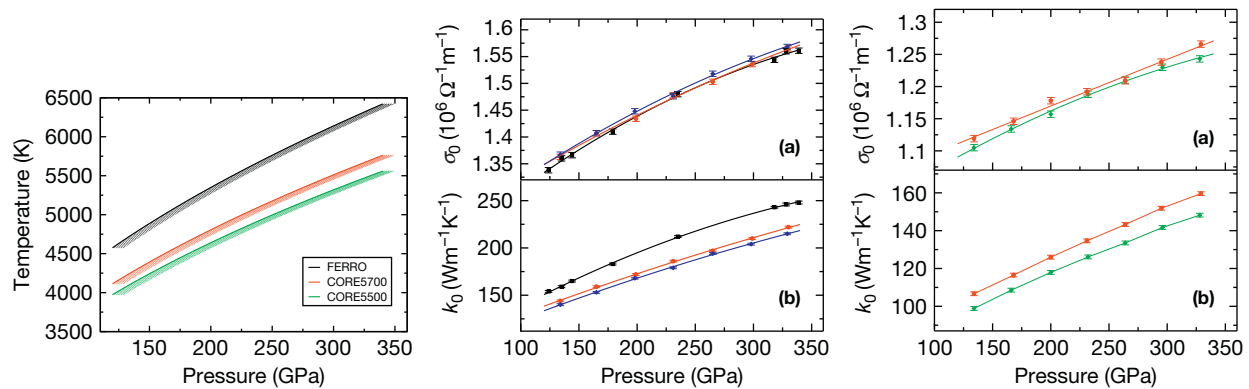 6500
6000
5500
5000
4500
4000
3500
Temperature (K)
FERRO
CORE5700
CORE5500
150 200 250 300 350
Pressure (GPa)
1.6
1.55
1.5
1.45
1.4
1.35
σ₀ (10⁶ Ω⁻¹m⁻¹)
(a)
250
200
150
k₀ (Wm⁻¹K⁻¹)
(b)
100 150 200 250 300 350
Pressure (GPa)
1.3
1.25
1.2
1.15
1.1
σ₀ (10⁶ Ω⁻¹m⁻¹)
(a)
160
140
120
100
k₀ (Wm⁻¹K⁻¹)
(b)
100 150 200 250 300 350
Pressure (GPa)